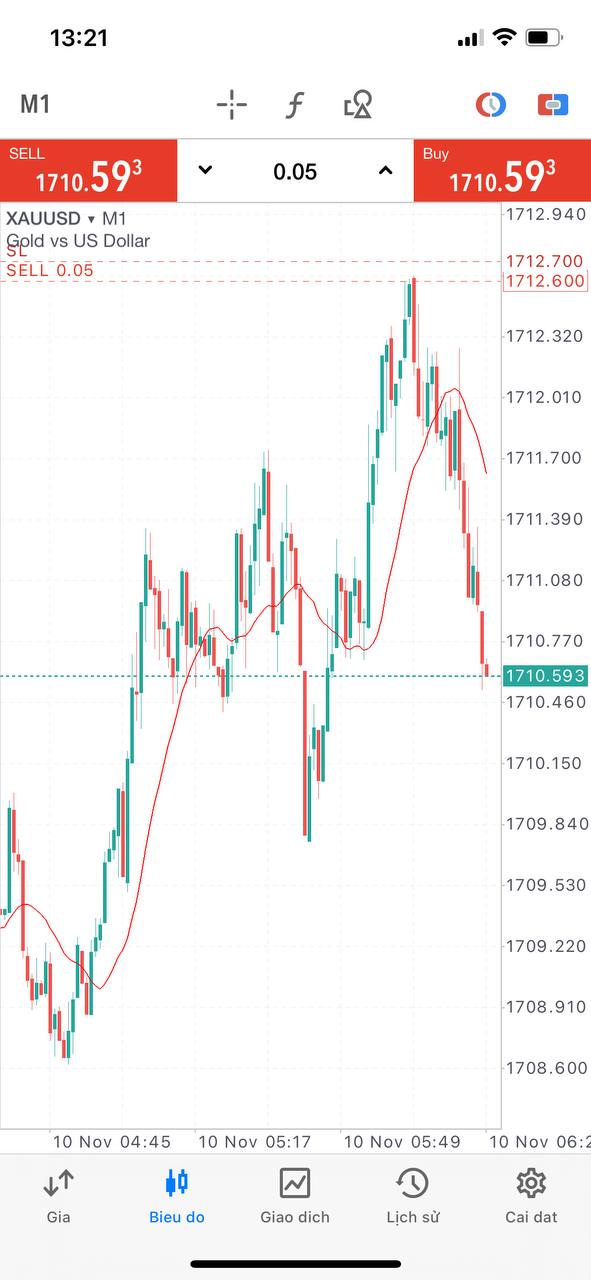 13:21
M1
SELL
1710.593
0.05
Buy
1710.593
XAUUSD ▾ M1
Gold vs US Dollar
SL
SELL 0.05
1712.940
1712.700
1712.600
1712.320
1712.010
1711.700
1711.390
1711.080
1710.770
1710.593
1710.460
1710.150
1709.840
1709.530
1709.220
1708.910
1708.600
10 Nov 04:45 10 Nov 05:17 10 Nov 05:49 10 Nov 06:2
Gia Bieu do Giao dich Lịch sử Cai dat